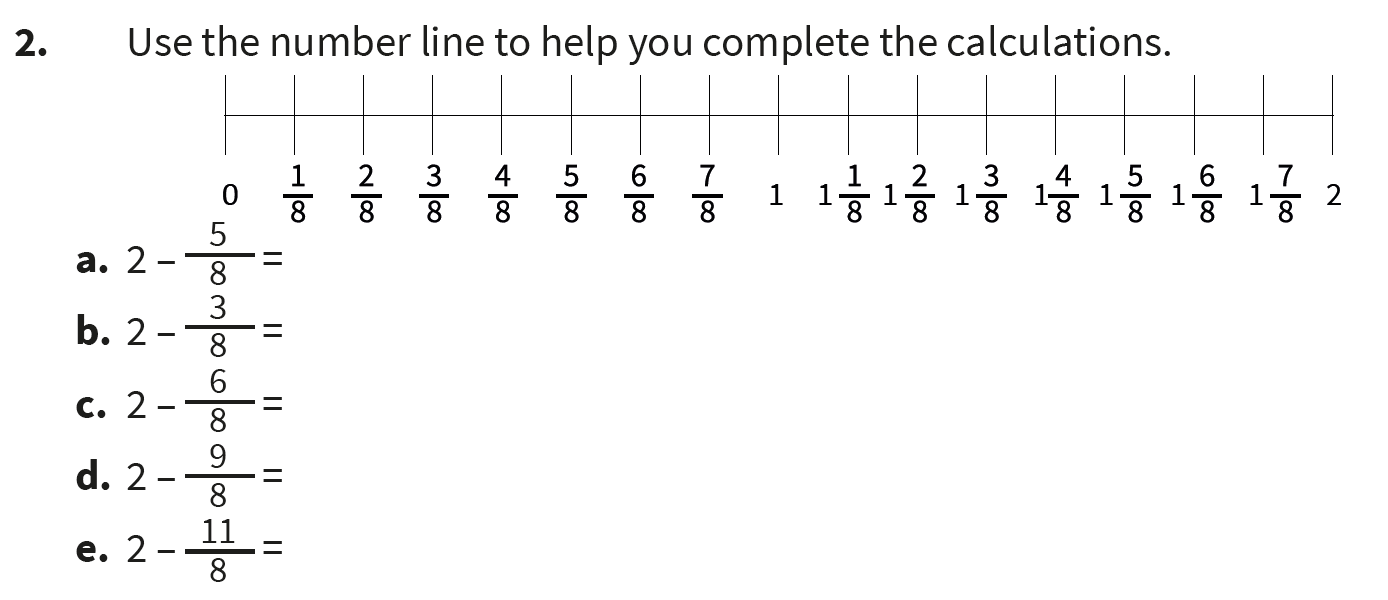 2. Use the number line to help you complete the calculations.
0 1/8 2/8 3/8 4/8 5/8 6/8 7/8 1 1 1/8 1 2/8 1 3/8 1 4/8 1 5/8 1 6/8 1 7/8 2
a. 2 – 5/8 =
b. 2 – 3/8 =
c. 2 – 6/8 =
d. 2 – 9/8 =
e. 2 – 11/8 =